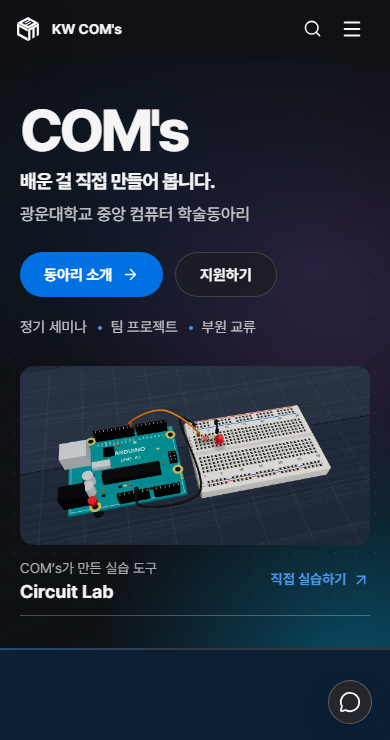 KW COM's
COM's
배운 걸 직접 만들어 봅니다.
광운대학교 중앙 컴퓨터 학술동아리
동아리 소개
지원하기
정기 세미나 • 팀 프로젝트 • 부원 교류
ARDUINO
UNO R3
COM's가 만든 실습 도구
Circuit Lab
직접 실습하기